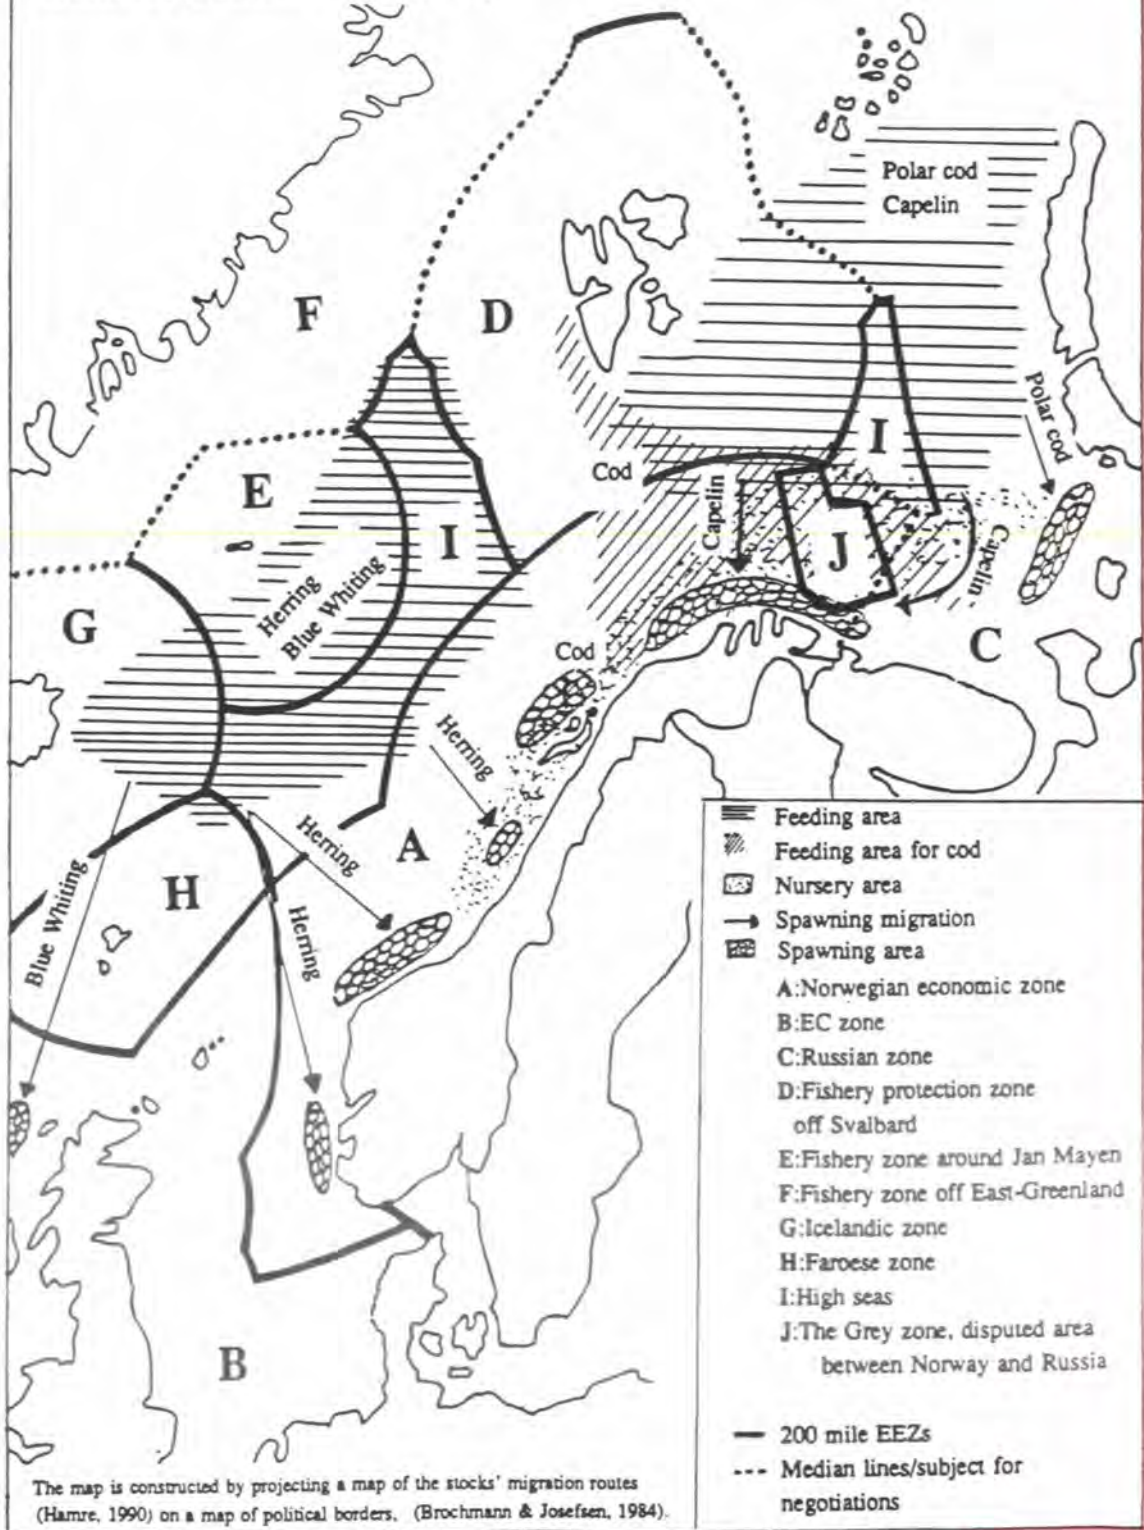 Polar cod
Capelin
F
D
Polar cod
I
Cod
E
Capelin
I
J
Capelin
Herring
Blue Whiting
G
C
Cod
Herring
Herring
A
H
Blue Whiting
Herring
B
Feeding area
Feeding area for cod
Nursery area
Spawning migration
Spawning area
A:Norwegian economic zone
B:EC zone
C:Russian zone
D:Fishery protection zone
off Svalbard
E:Fishery zone around Jan Mayen
F:Fishery zone off East-Greenland
G:Icelandic zone
H:Faroese zone
I:High seas
J:The Grey zone, disputed area
between Norway and Russia
200 mile EEZs
Median lines/subject for
negotiations
The map is constructed by projecting a map of the stocks' migration routes
(Hamre, 1990) on a map of political borders, (Brochmann & Josefsen, 1984).